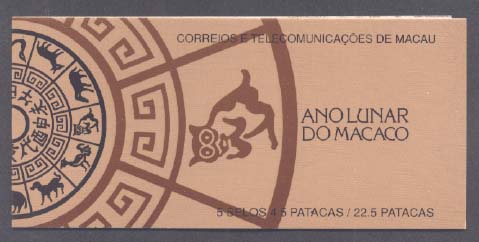 CORREIOS E TELECOMUNICAÇÕES DE MACAU
ANO LUNAR
DO MACACO
5 SELOS 4.5 PATACAS / 22.5 PATACAS